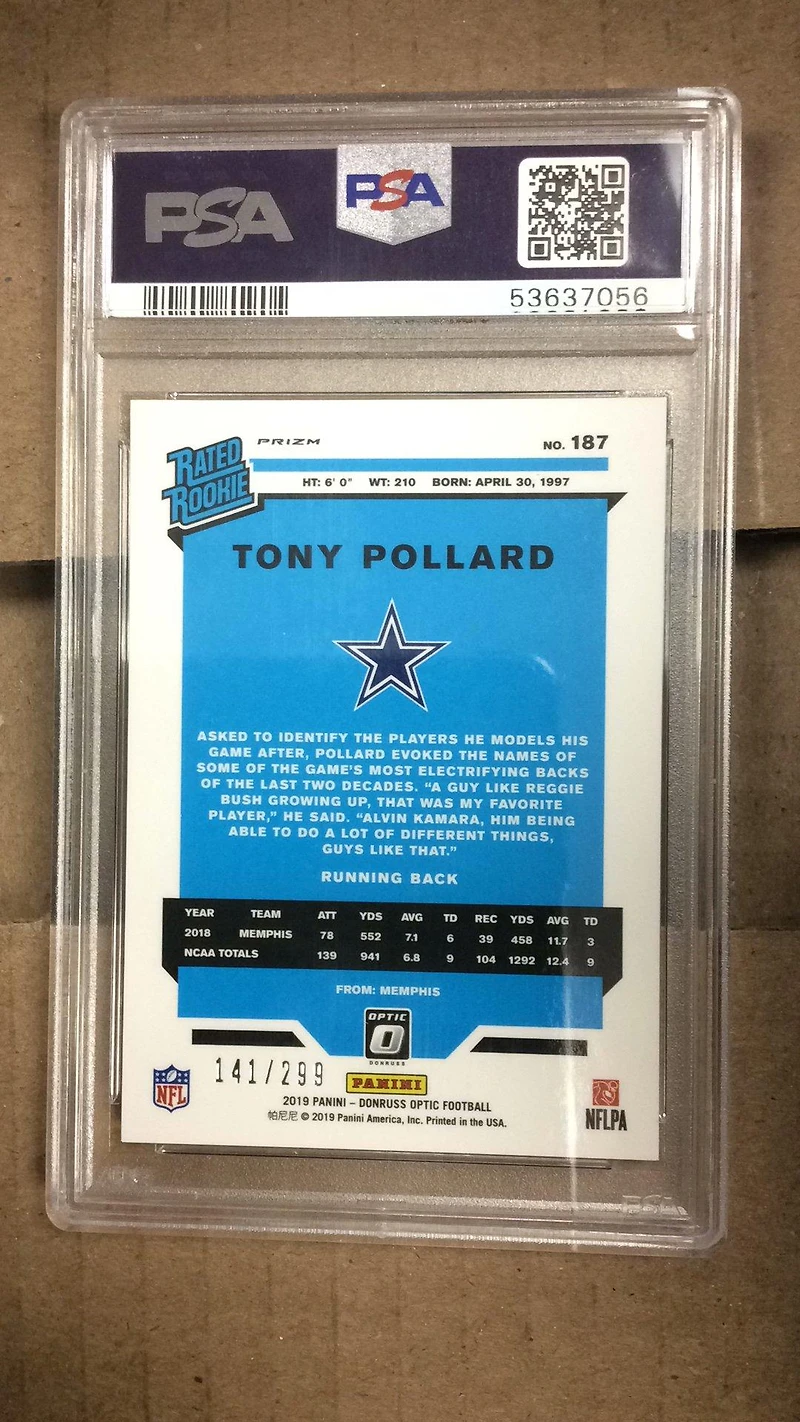 PSA
PSA
53637056
RATED
ROOKIE
PRIZM
NO. 187
HT: 6' 0" WT: 210 BORN: APRIL 30, 1997
TONY POLLARD
ASKED TO IDENTIFY THE PLAYERS HE MODELS HIS
GAME AFTER, POLLARD EVOKED THE NAMES OF
SOME OF THE GAME'S MOST ELECTRIFYING BACKS
OF THE LAST TWO DECADES. “A GUY LIKE REGGIE
BUSH GROWING UP, THAT WAS MY FAVORITE
PLAYER,” HE SAID. “ALVIN KAMARA, HIM BEING
ABLE TO DO A LOT OF DIFFERENT THINGS,
GUYS LIKE THAT.”
RUNNING BACK
YEAR TEAM ATT YDS AVG TD REC YDS AVG TD
2018 MEMPHIS 78 552 7.1 6 39 458 11.7 3
NCAA TOTALS 139 941 6.8 9 104 1292 12.4 9
FROM: MEMPHIS
OPTIC
O
DONRUSS
141/299
PANINI
NFL
2019 PANINI – DONRUSS OPTIC FOOTBALL
帕尼尼 © 2019 Panini America, Inc. Printed in the USA.
NFLPA
PSA